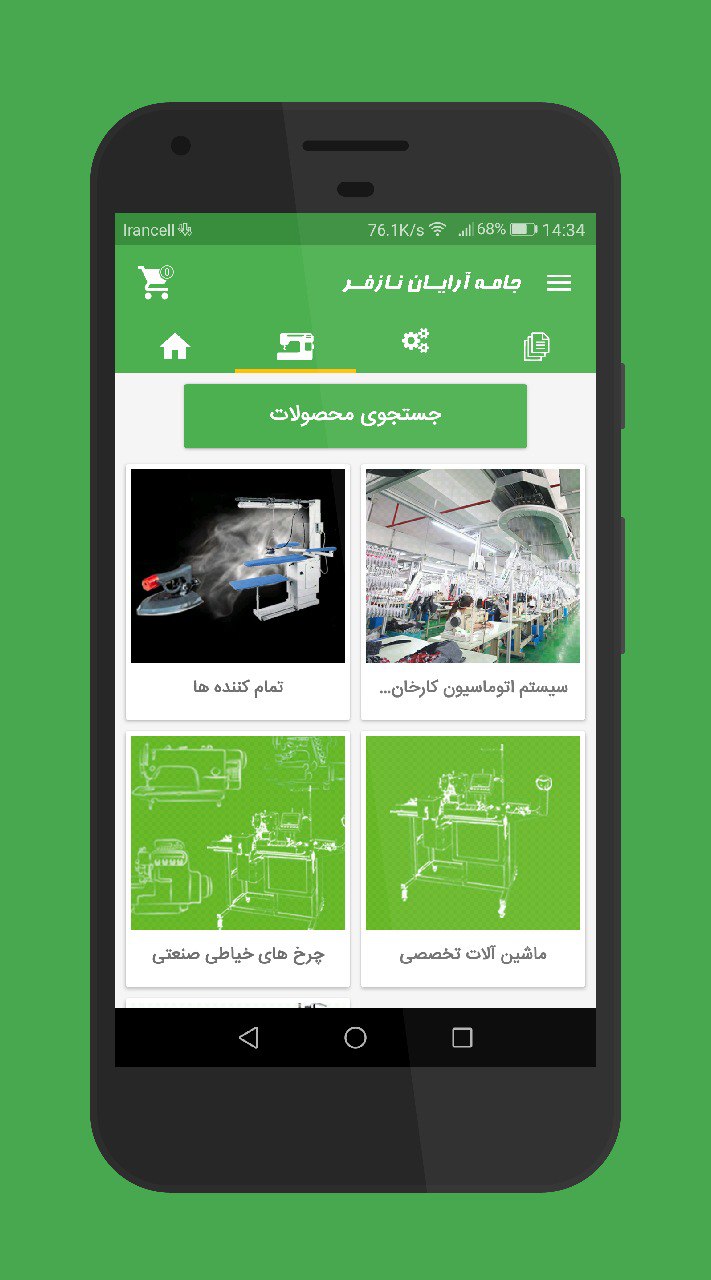 Irancell 76.1K/s 68% 14:34
0 جامه آرایان نازفر
جستجوی محصولات
سیستم اتوماسیون کارخان...
تمام کننده ها
ماشین آلات تخصصی
چرخ های خیاطی صنعتی